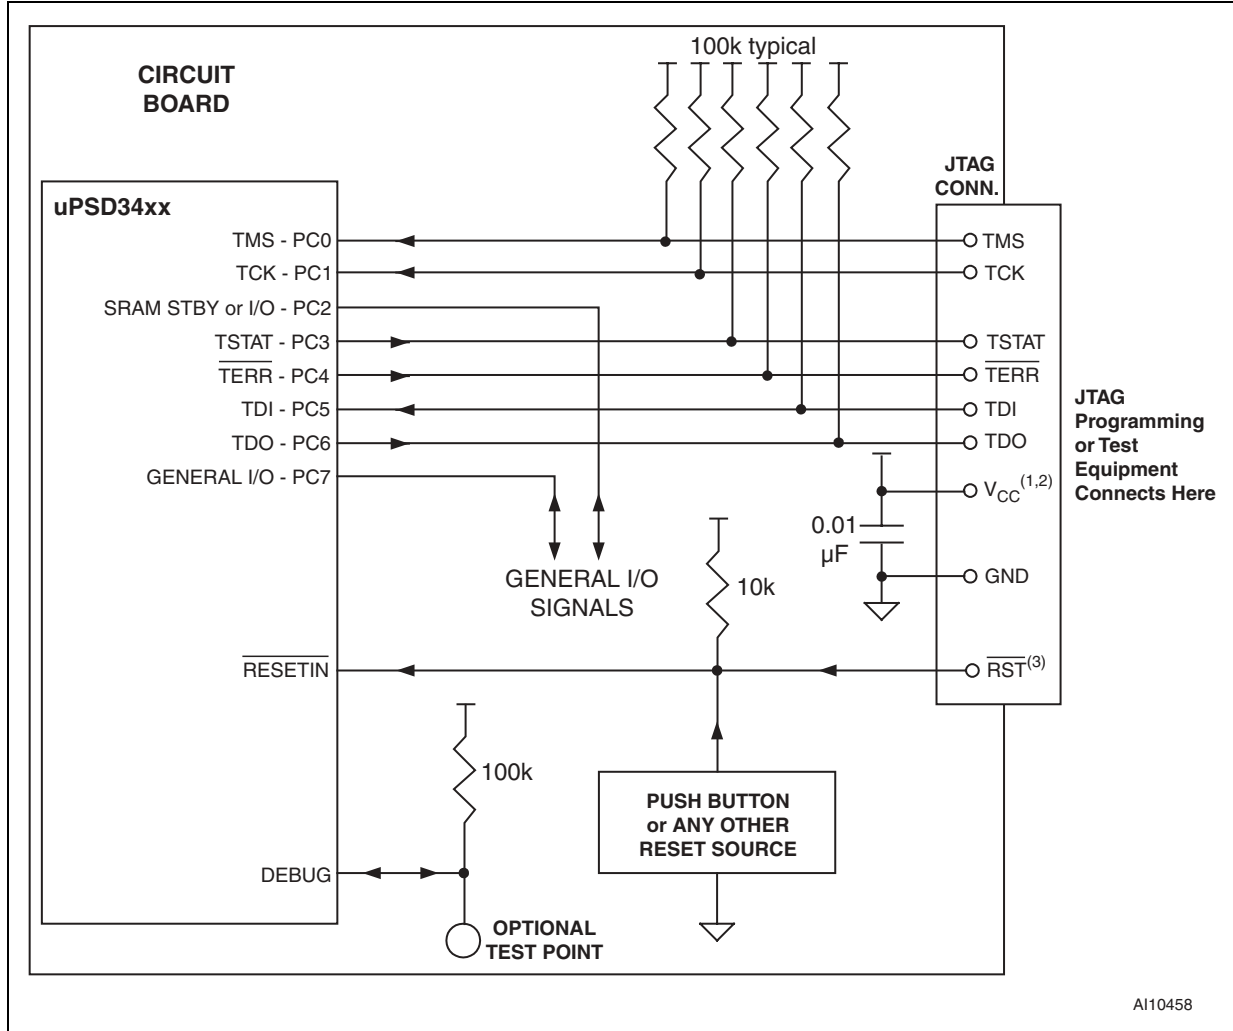 100k typical
CIRCUIT
BOARD
JTAG
CONN.
uPSD34xx
TMS - PC0
TMS
TCK - PC1
TCK
SRAM STBY or I/O - PC2
TSTAT - PC3
TSTAT
TERR - PC4
TERR
TDI - PC5
TDI
TDO - PC6
TDO
GENERAL I/O - PC7
JTAG
Programming
or Test
Equipment
Connects Here
VCC(1,2)
0.01
µF
GENERAL I/O
SIGNALS
10k
GND
RESETIN
RST(3)
100k
PUSH BUTTON
or ANY OTHER
RESET SOURCE
DEBUG
OPTIONAL
TEST POINT
AI10458